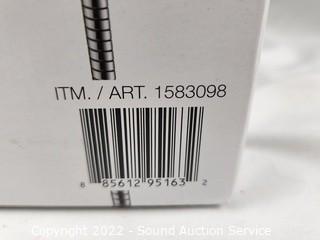 ITM. / ART. 1583098
8 85612 95163 2
Copyright 2022 - Sound Auction Service